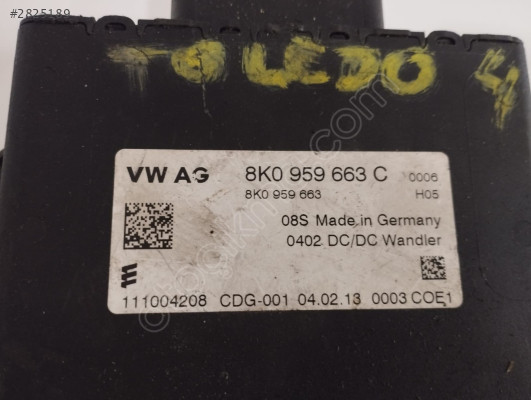 #2825189
TOLEDO 4
VW AG 8K0 959 663 C 0006
8K0 959 663 H05
08S Made in Germany
0402 DC/DC Wandler
111004208 CDG-001 04.02.13 0003 COE1